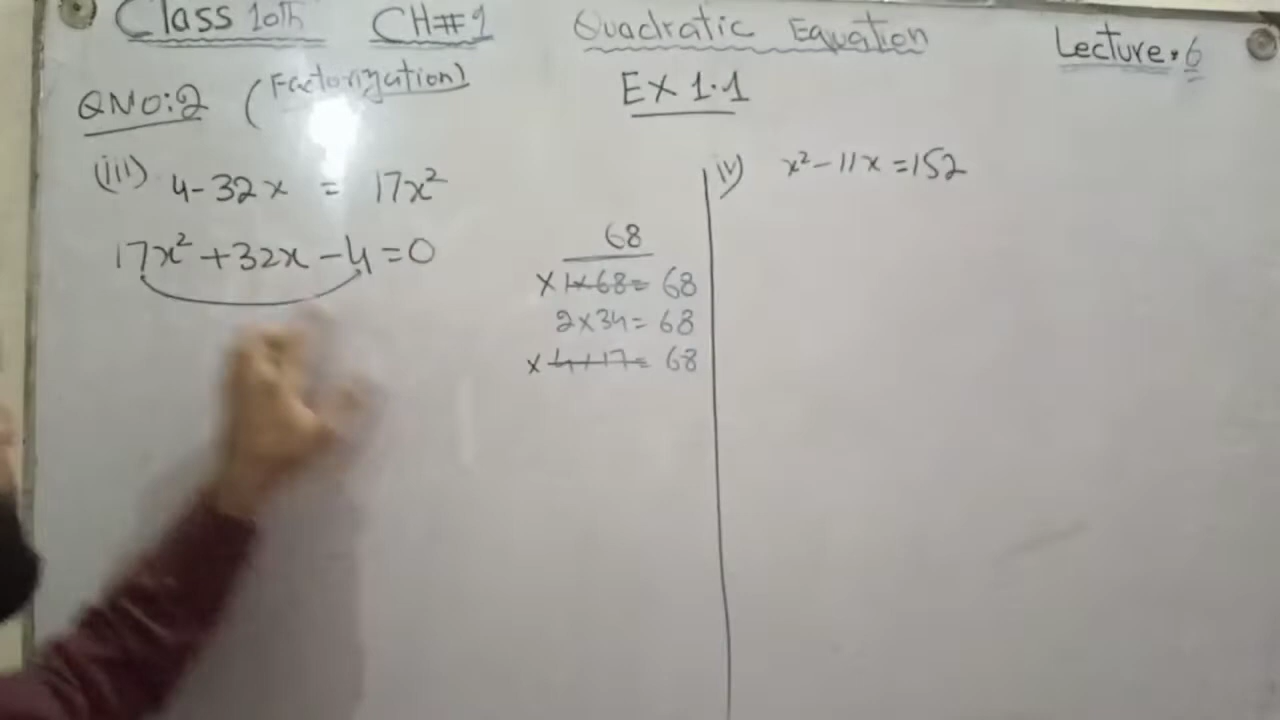 Class 10th CH#1 Quadratic Equation Lecture.6
QNO:2 (Factorization) EX 1.1
(iii) 4-32x = 17x²
17x² +32x -4=0
68
x 1x68= 68
2x34= 68
x 4x17= 68
iv) x²-11x=152